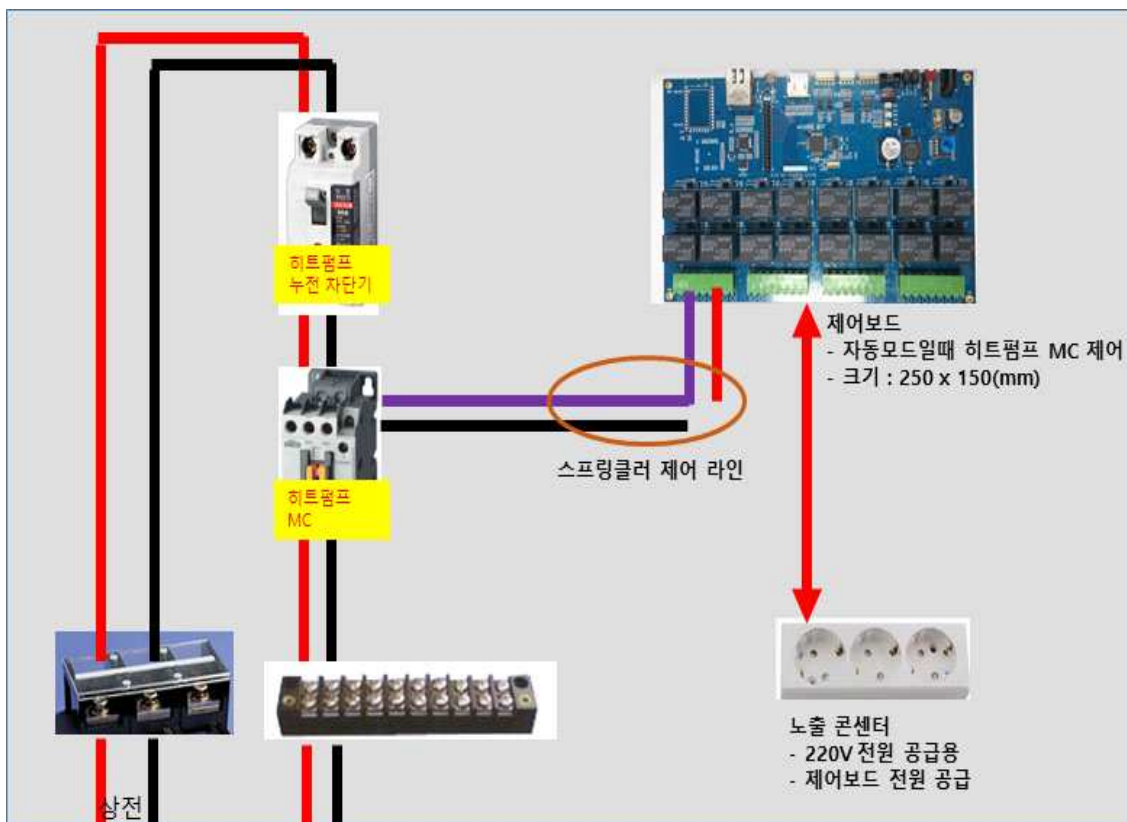 히트펌프
누전 차단기
제어보드
- 자동모드일때 히트펌프 MC 제어
- 크기 : 250 x 150(mm)
스프링클러 제어 라인
히트펌프
MC
노출 콘센터
- 220V 전원 공급용
- 제어보드 전원 공급
상전